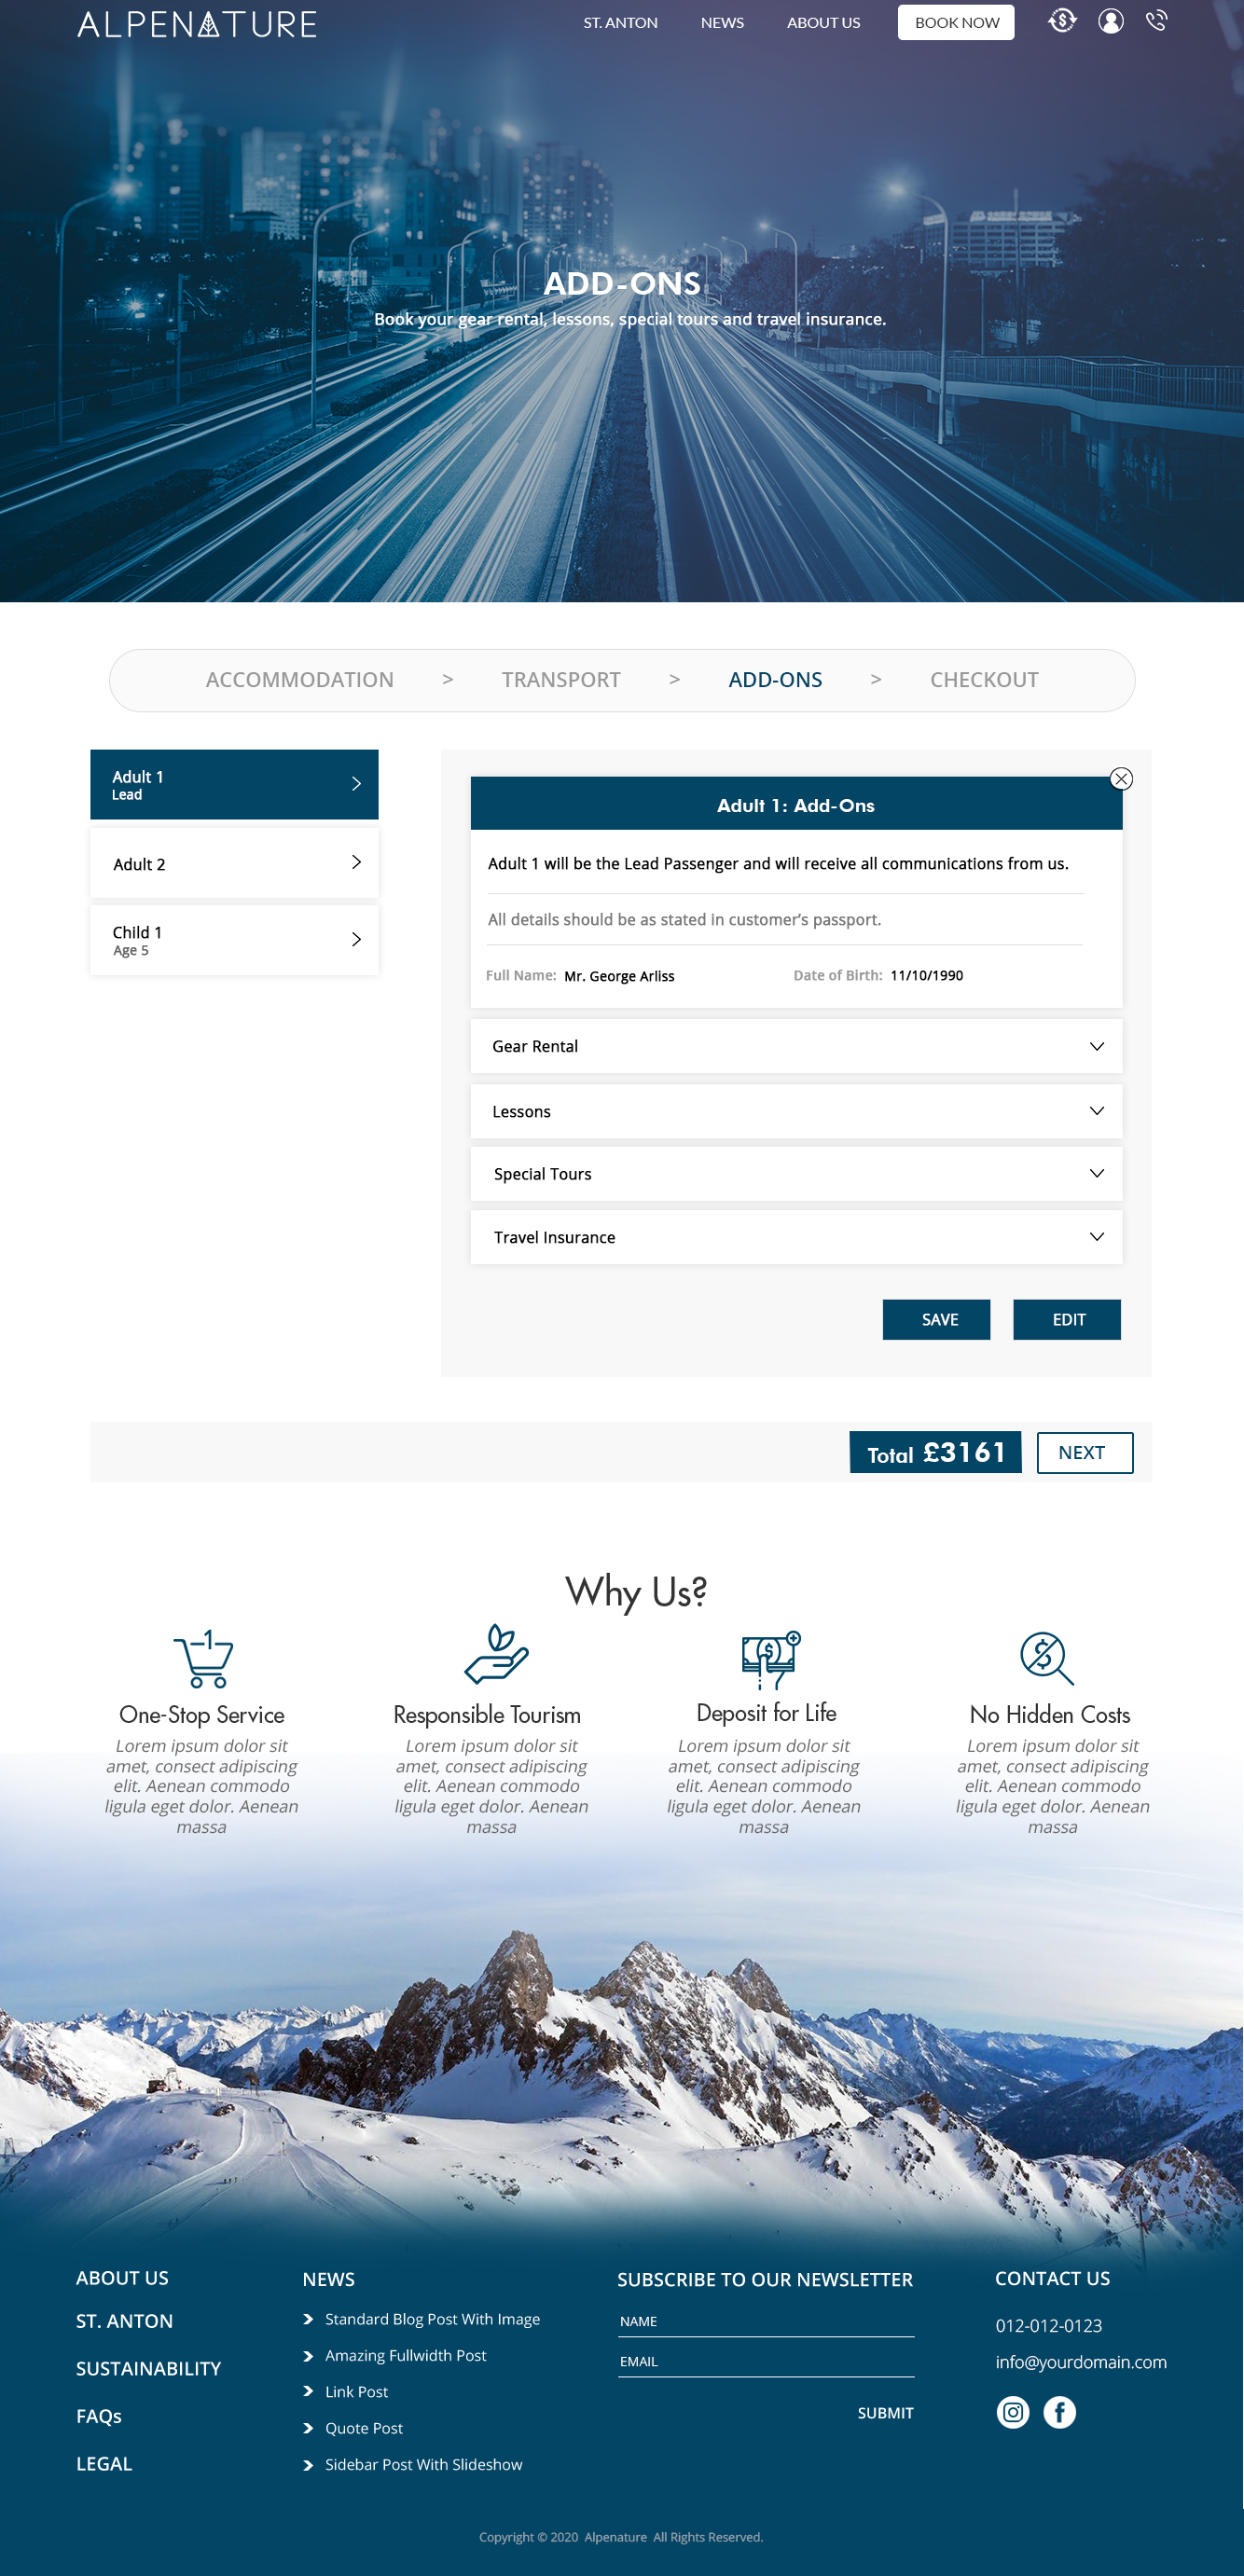 ALPENATURE
ST. ANTON NEWS ABOUT US BOOK NOW
ADD-ONS
Book your gear rental, lessons, special tours and travel insurance.
ACCOMMODATION > TRANSPORT > ADD-ONS > CHECKOUT
Adult 1
Lead
Adult 2
Child 1
Age 5
Adult 1: Add-Ons
Adult 1 will be the Lead Passenger and will receive all communications from us.
All details should be as stated in customer’s passport.
Full Name: Mr. George Arliss Date of Birth: 11/10/1990
Gear Rental
Lessons
Special Tours
Travel Insurance
SAVE EDIT
Total £3161 NEXT
Why Us?
One-Stop Service
Lorem ipsum dolor sit
amet, consect adipiscing
elit. Aenean commodo
ligula eget dolor. Aenean
massa
Responsible Tourism
Lorem ipsum dolor sit
amet, consect adipiscing
elit. Aenean commodo
ligula eget dolor. Aenean
massa
Deposit for Life
Lorem ipsum dolor sit
amet, consect adipiscing
elit. Aenean commodo
ligula eget dolor. Aenean
massa
No Hidden Costs
Lorem ipsum dolor sit
amet, consect adipiscing
elit. Aenean commodo
ligula eget dolor. Aenean
massa
ABOUT US
ST. ANTON
SUSTAINABILITY
FAQs
LEGAL
NEWS
Standard Blog Post With Image
Amazing Fullwidth Post
Link Post
Quote Post
Sidebar Post With Slideshow
SUBSCRIBE TO OUR NEWSLETTER
NAME
EMAIL
SUBMIT
CONTACT US
012-012-0123
info@yourdomain.com
Copyright © 2020 Alpenature All Rights Reserved.